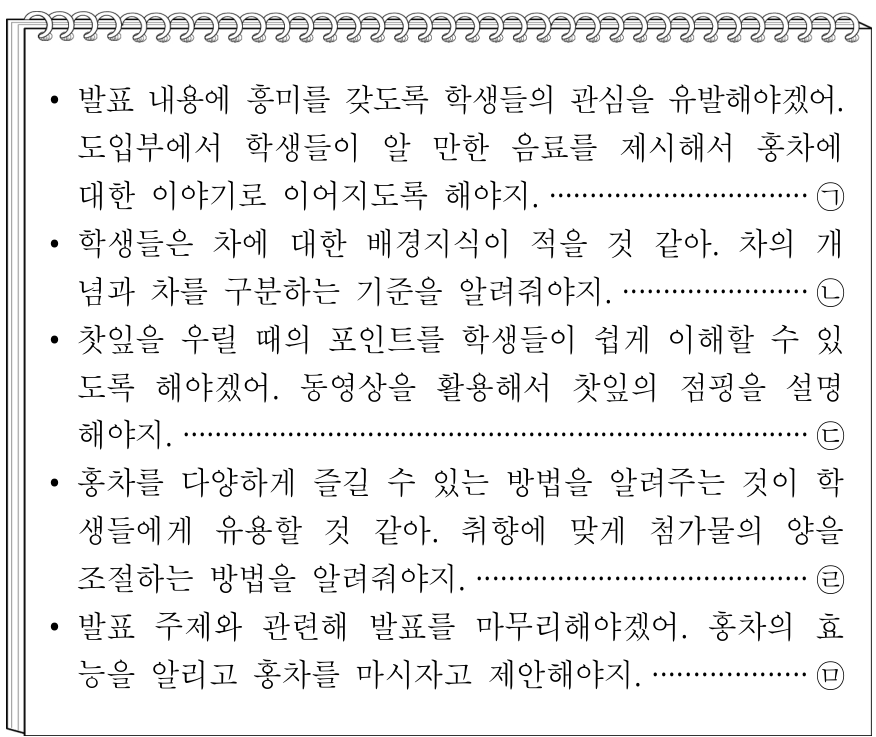 • 발표 내용에 흥미를 갖도록 학생들의 관심을 유발해야겠어.
도입부에서 학생들이 알 만한 음료를 제시해서 홍차에
대한 이야기로 이어지도록 해야지. ································ ㉠
• 학생들은 차에 대한 배경지식이 적을 것 같아. 차의 개
념과 차를 구분하는 기준을 알려줘야지. ······················· ㉡
• 찻잎을 우릴 때의 포인트를 학생들이 쉽게 이해할 수 있
도록 해야겠어. 동영상을 활용해서 찻잎의 점핑을 설명
해야지. ·············································································· ㉢
• 홍차를 다양하게 즐길 수 있는 방법을 알려주는 것이 학
생들에게 유용할 것 같아. 취향에 맞게 첨가물의 양을
조절하는 방법을 알려줘야지. ········································· ㉣
• 발표 주제와 관련해 발표를 마무리해야겠어. 홍차의 효
능을 알리고 홍차를 마시자고 제안해야지. ··················· ㉤